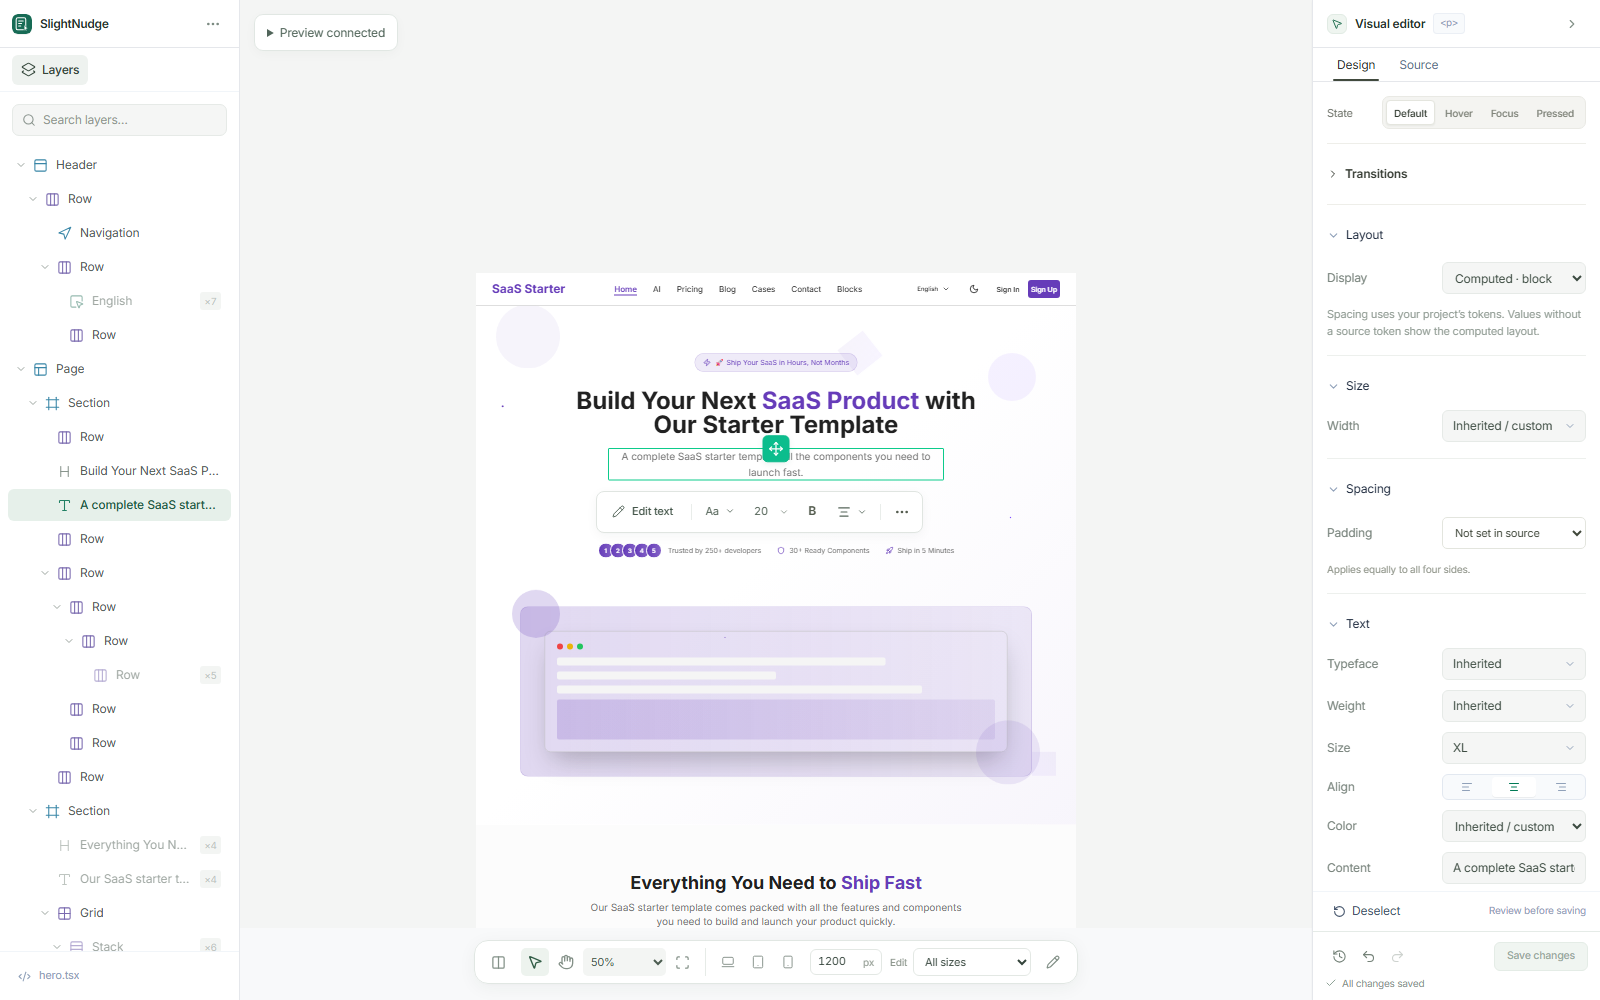 SlightNudge
Layers
Search layers...
Header
Row
Navigation
Row
English ×7
Row
Page
Section
Row
Build Your Next SaaS P...
A complete SaaS start...
Row
Row
Row
Row
Row ×5
Row
Row
Row
Section
Everything You N... ×4
Our SaaS starter t... ×4
Grid
Stack ×6
hero.tsx
Preview connected
SaaS Starter Home AI Pricing Blog Cases Contact Blocks English Sign In Sign Up
Ship Your SaaS in Hours, Not Months
Build Your Next SaaS Product with
Our Starter Template
A complete SaaS starter the components you need to
launch fast.
Edit text Aa 20 B
1 2 3 4 5 Trusted by 250+ developers 30+ Ready Components Ship in 5 Minutes
Everything You Need to Ship Fast
Our SaaS starter template comes packed with all the features and components
you need to build and launch your product quickly.
50% 1200 px Edit All sizes
Visual editor <p>
Design Source
State Default Hover Focus Pressed
Transitions
Layout
Display Computed · block
Spacing uses your project's tokens. Values without
a source token show the computed layout.
Size
Width Inherited / custom
Spacing
Padding Not set in source
Applies equally to all four sides.
Text
Typeface Inherited
Weight Inherited
Size XL
Align
Color Inherited / custom
Content A complete SaaS start
Deselect Review before saving
Save changes
All changes saved